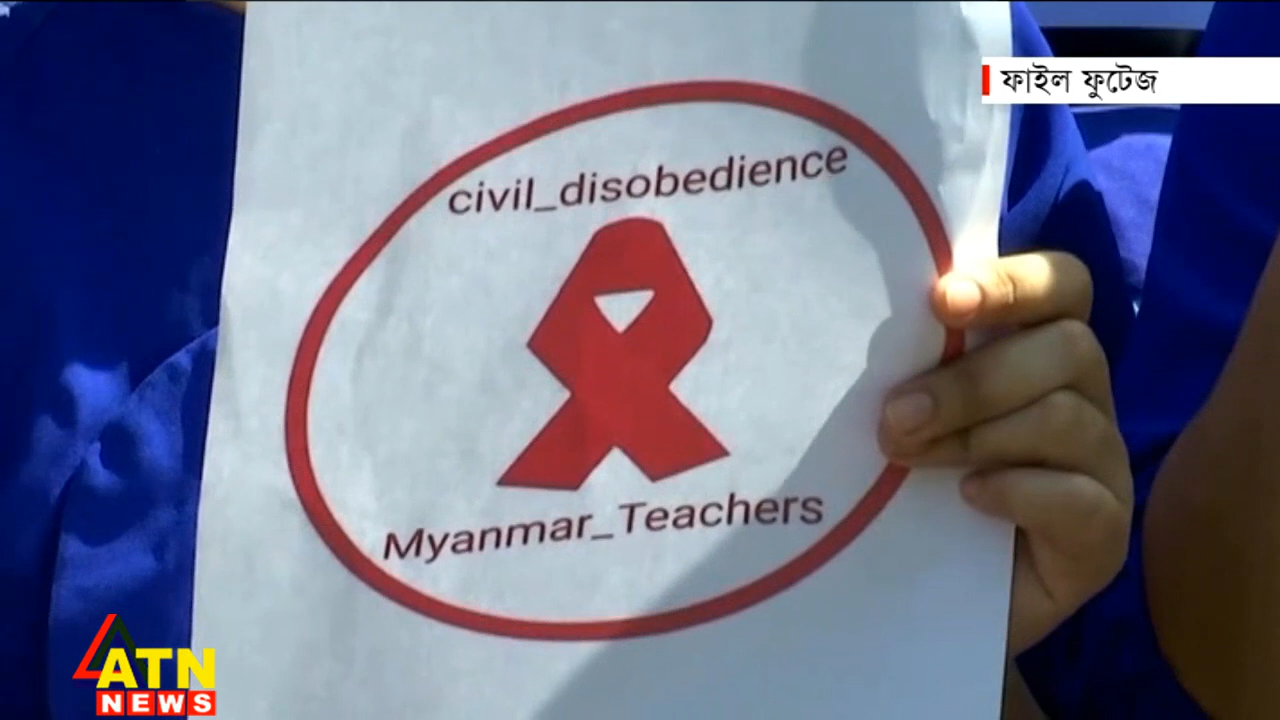 ফাইল ফুটেজ
civil_disobedience
Myanmar_Teachers
ATN
NEWS